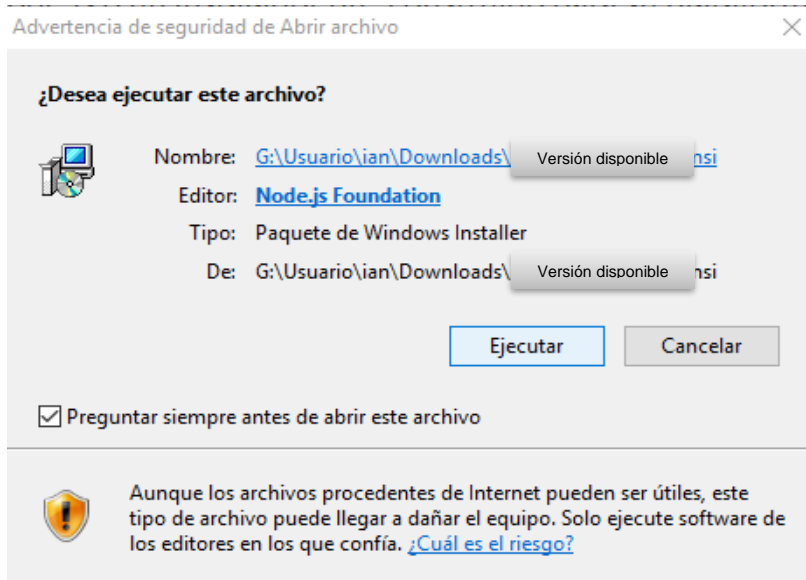 Advertencia de seguridad de Abrir archivo
¿Desea ejecutar este archivo?
Nombre: G:\Usuario\ian\Downloads\ Versión disponible nsi
Editor: Node.js Foundation
Tipo: Paquete de Windows Installer
De: G:\Usuario\ian\Downloads\ Versión disponible nsi
Ejecutar Cancelar
Preguntar siempre antes de abrir este archivo
Aunque los archivos procedentes de Internet pueden ser útiles, este
tipo de archivo puede llegar a dañar el equipo. Solo ejecute software de
los editores en los que confía. ¿Cuál es el riesgo?